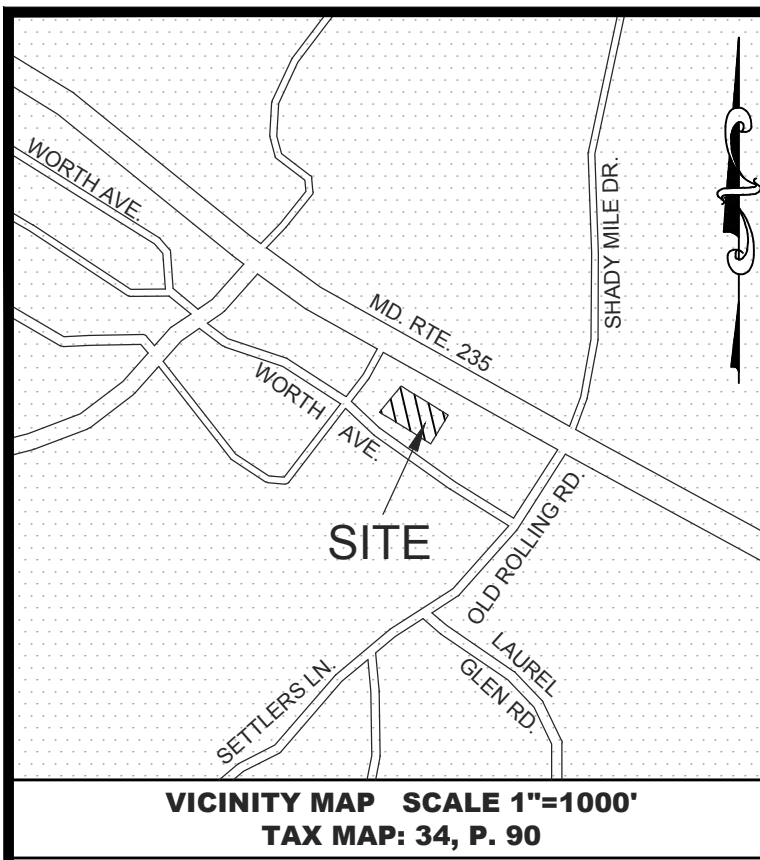 WORTH AVE.
SHADY MILE DR.
MD. RTE. 235
WORTH AVE.
SITE
OLD ROLLING RD.
LAUREL
GLEN RD.
SETTLERS LN.
VICINITY MAP SCALE 1"=1000'
TAX MAP: 34, P. 90